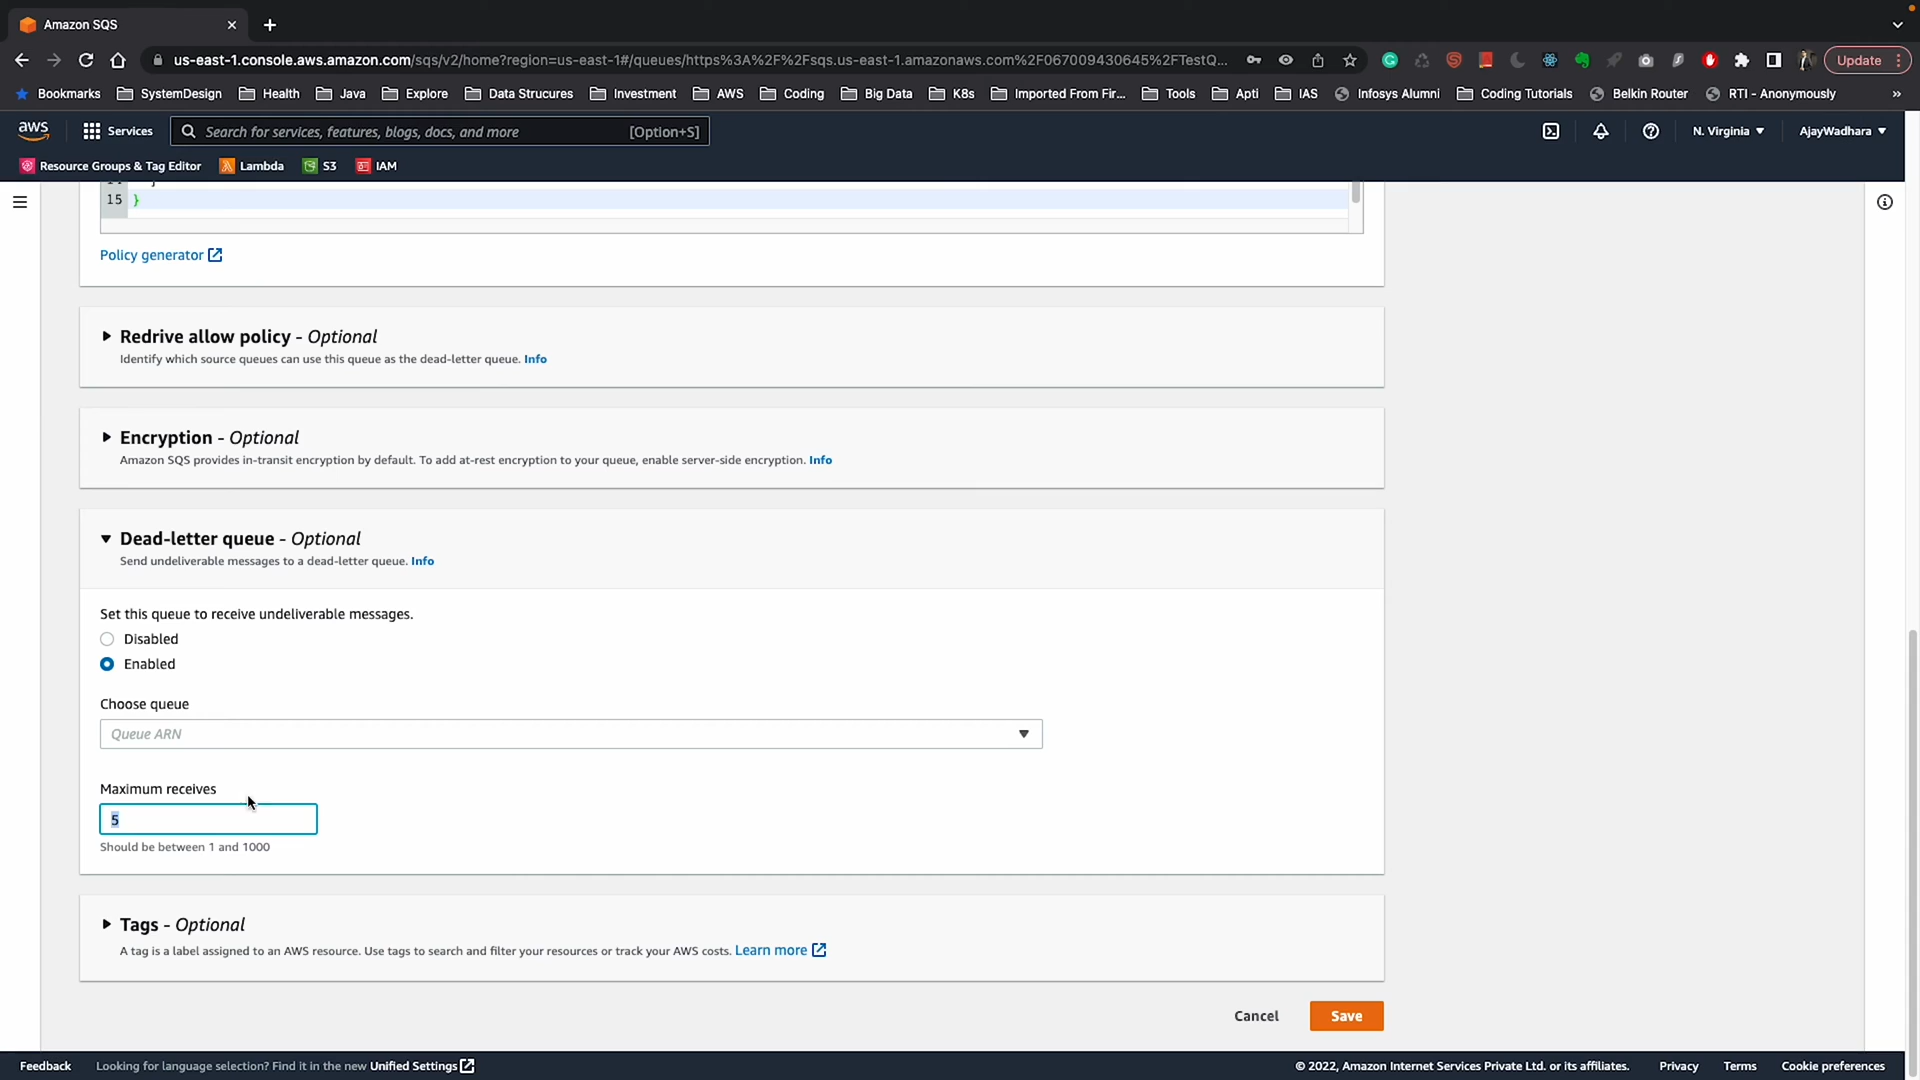 Amazon SQS
us-east-1.console.aws.amazon.com/sqs/v2/home?region=us-east-1#/queues/https%3A%2F%2Fsqs.us-east-1.amazonaws.com%2F067009430645%2FTestQ...
Update
Bookmarks SystemDesign Health Java Explore Data Strucures Investment AWS Coding Big Data K8s Imported From Fir... Tools Apti IAS Infosys Alumni Coding Tutorials Belkin Router RTI - Anonymously »
aws Services Search for services, features, blogs, docs, and more [Option+S] N. Virginia AjayWadhara
Resource Groups & Tag Editor Lambda S3 IAM
15 }
Policy generator
Redrive allow policy - Optional
Identify which source queues can use this queue as the dead-letter queue. Info
Encryption - Optional
Amazon SQS provides in-transit encryption by default. To add at-rest encryption to your queue, enable server-side encryption. Info
Dead-letter queue - Optional
Send undeliverable messages to a dead-letter queue. Info
Set this queue to receive undeliverable messages.
Disabled
Enabled
Choose queue
Queue ARN
Maximum receives
5
Should be between 1 and 1000
Tags - Optional
A tag is a label assigned to an AWS resource. Use tags to search and filter your resources or track your AWS costs. Learn more
Cancel Save
Feedback Looking for language selection? Find it in the new Unified Settings © 2022, Amazon Internet Services Private Ltd. or its affiliates. Privacy Terms Cookie preferences